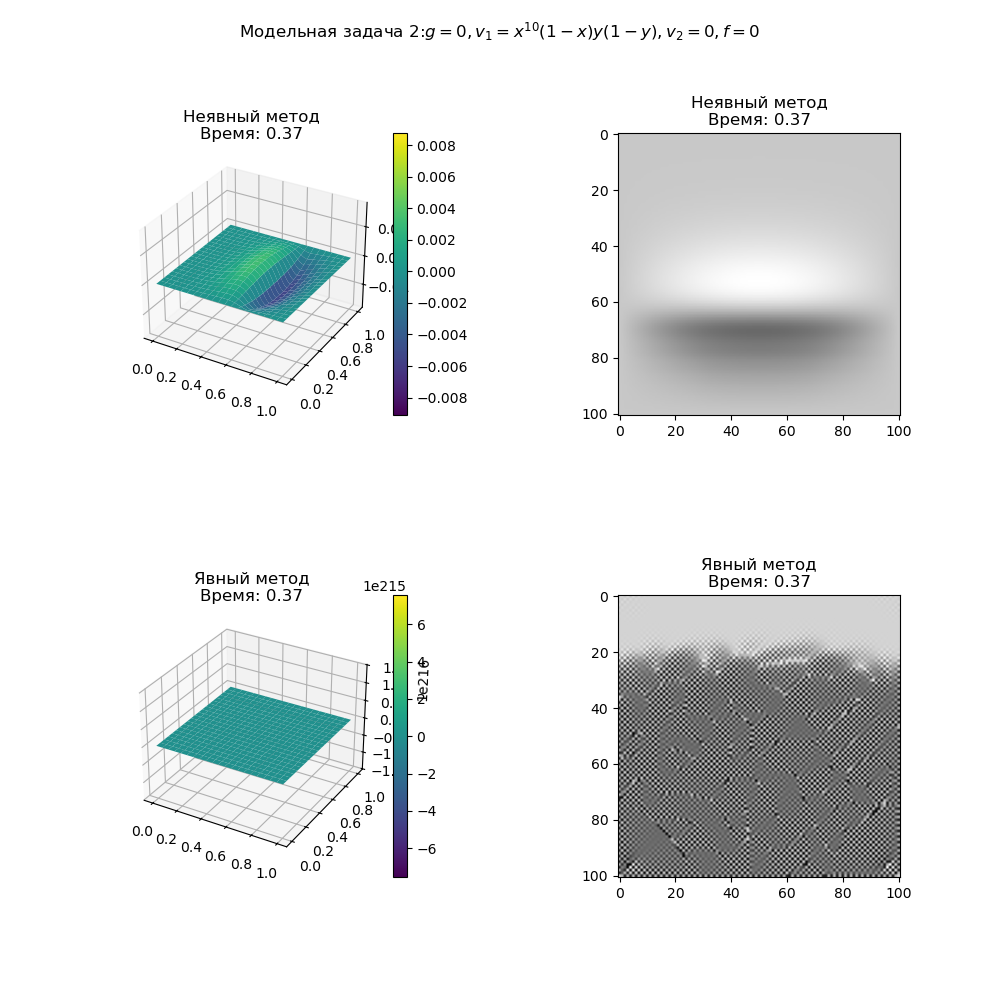 Модельная задача 2:g = 0, v₁ = x¹⁰(1 − x)y(1 − y), v₂ = 0, f = 0
Неявный метод
Время: 0.37
0.008
0.006
0.004
0.002
0.000
−0.002
−0.004
−0.006
−0.008
0.0 0.2 0.4 0.6 0.8 1.0
0.0 0.2 0.4 0.6 0.8 1.0
Неявный метод
Время: 0.37
0
20
40
60
80
100
0 20 40 60 80 100
Явный метод
Время: 0.37
1e215
6
4
2
0
−2
−4
−6
0.0 0.2 0.4 0.6 0.8 1.0
0.0 0.2 0.4 0.6 0.8 1.0
Явный метод
Время: 0.37
0
20
40
60
80
100
0 20 40 60 80 100